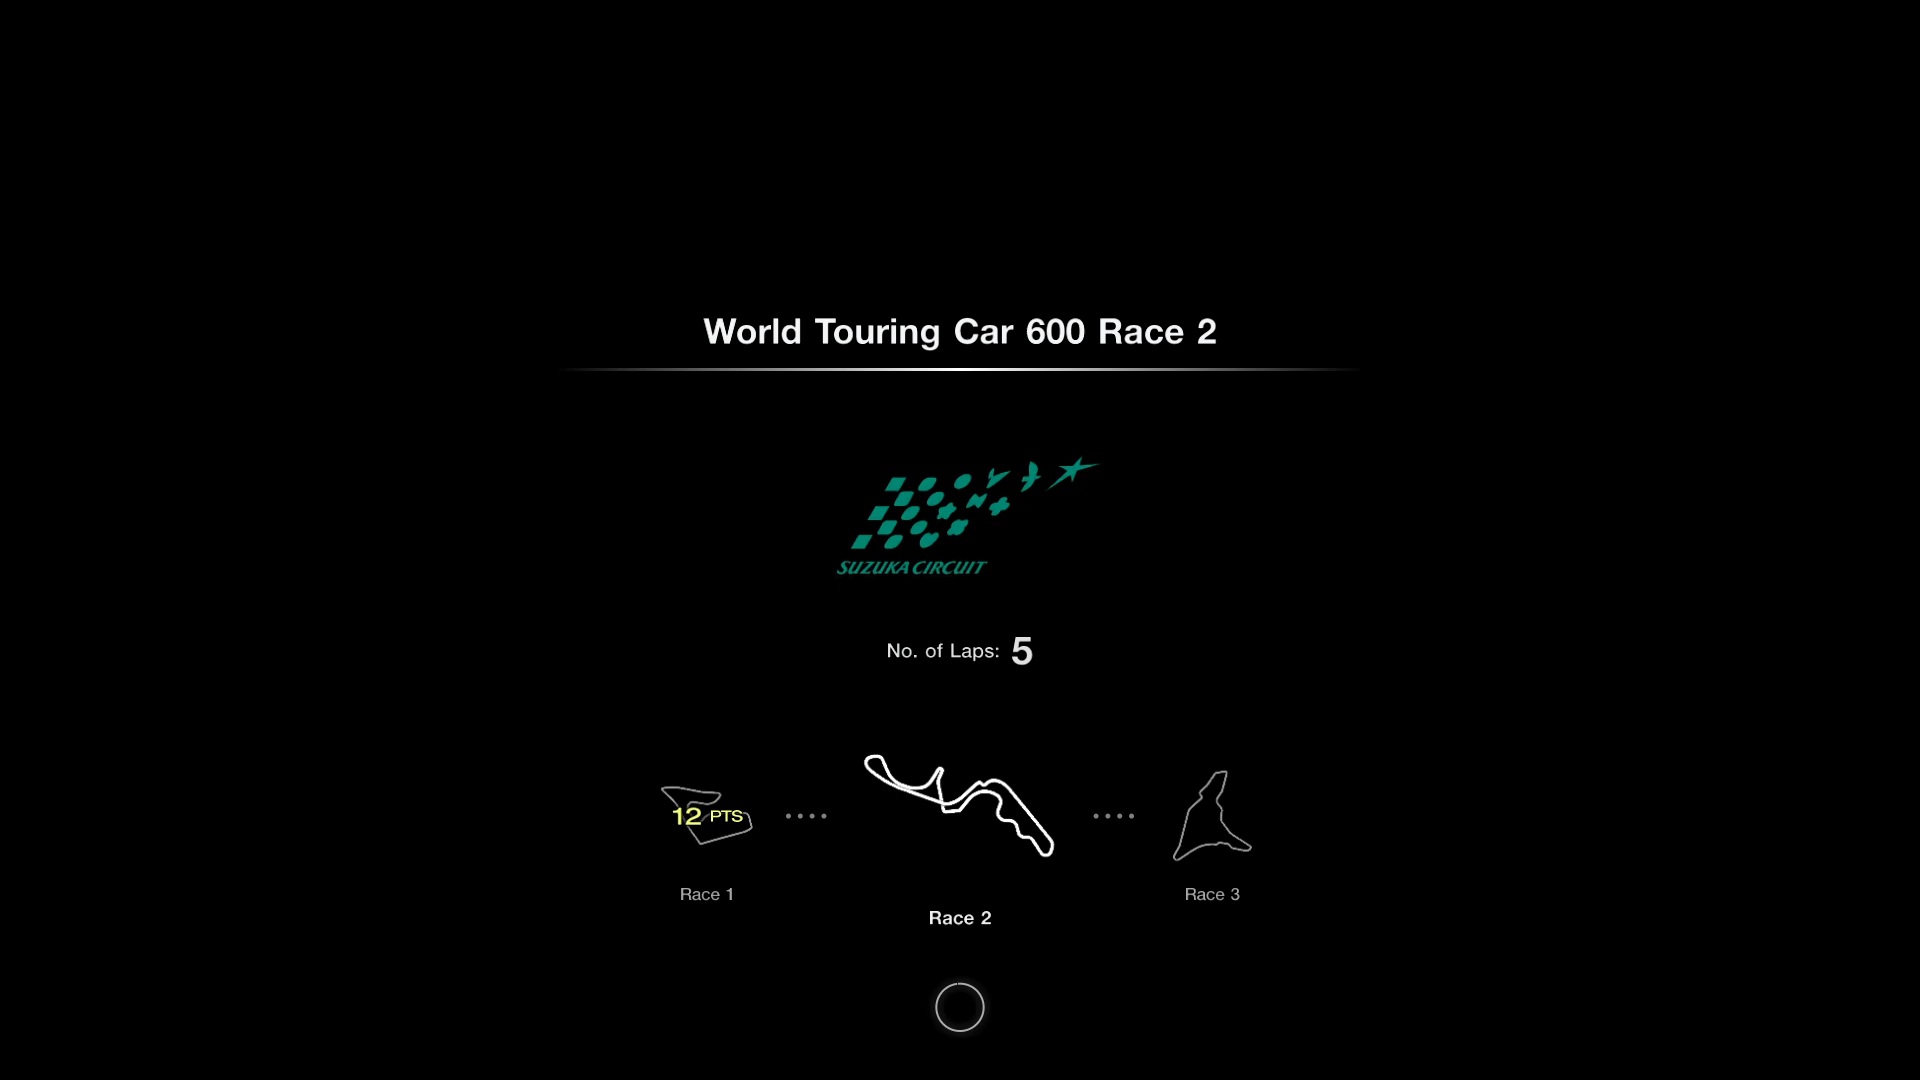 World Touring Car 600 Race 2
SUZUKA CIRCUIT
No. of Laps: 5
12 PTS
Race 1
Race 2
Race 3